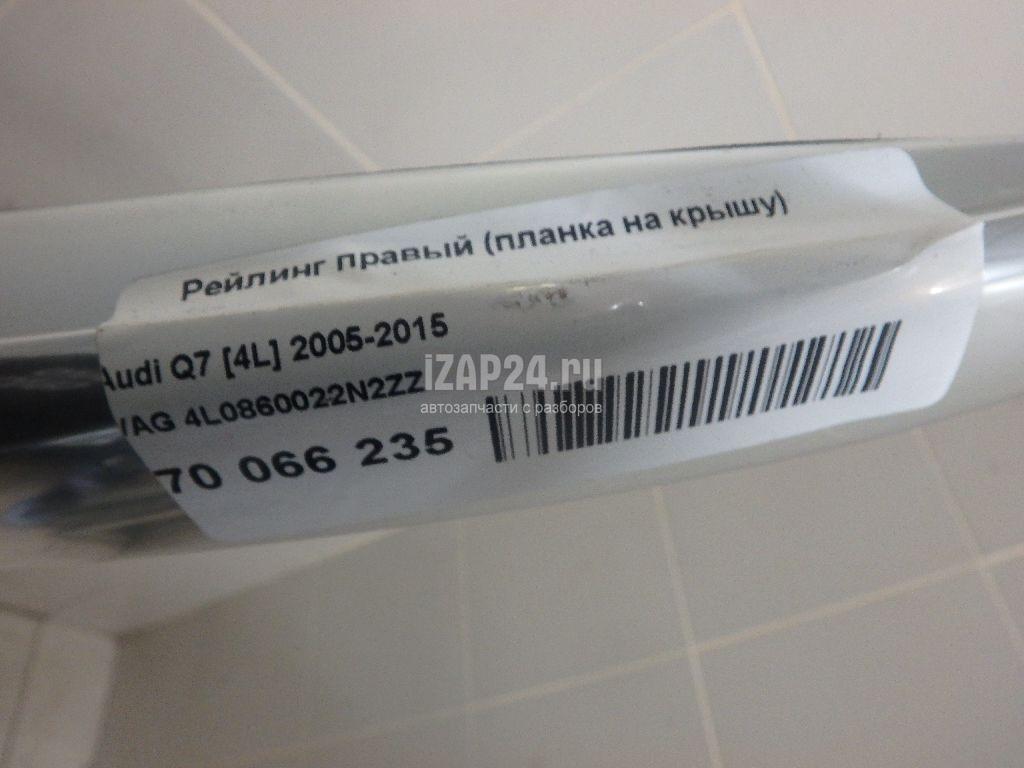 Рейлинг правый (планка на крышу)
Audi Q7 [4L] 2005-2015
VAG 4L0860022N2ZZ
70 066 235
iZAP24.ru
автозапчасти с разборов